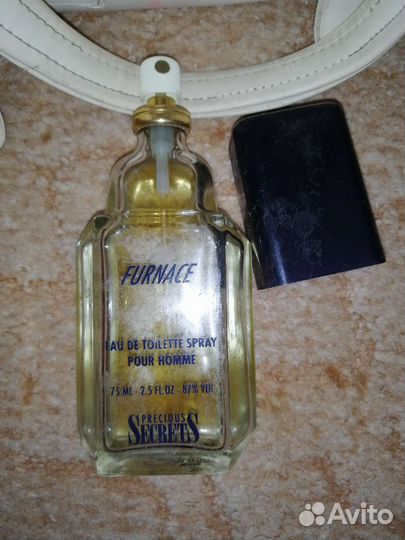 FURNACE
EAU DE TOILETTE SPRAY
POUR HOMME
75 ML - 2.5 FL.OZ - 87% VOL
PRECIOUS
SECRETS
Avito